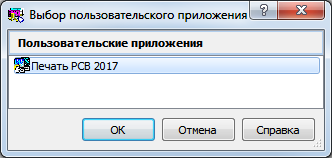 Выбор пользовательского приложения
Пользовательские приложения
Печать PCB 2017
OK
Отмена
Справка